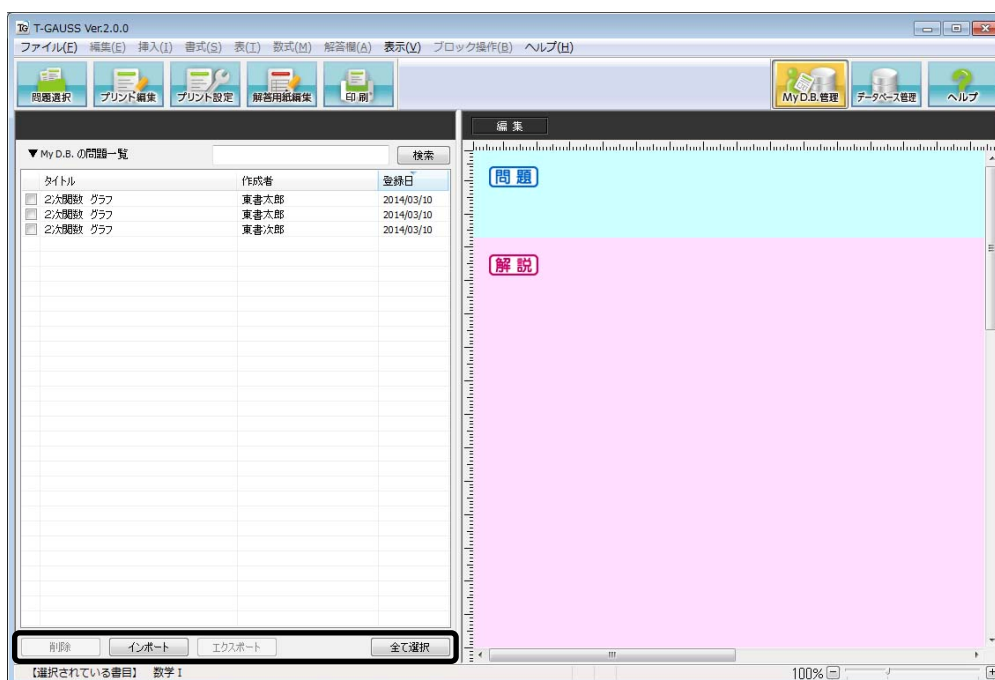 T-GAUSS Ver.2.0.0
ファイル(F) 編集(E) 挿入(I) 書式(S) 表(T) 数式(M) 解答欄(A) 表示(V) ブロック操作(B) ヘルプ(H)
問題選択 プリント編集 プリント設定 解答用紙編集 印刷 My D.B.管理 データベース管理 ヘルプ
編集
▼My D.B. の問題一覧 検索
タイトル 作成者 登録日
2次関数 グラフ 東書太郎 2014/03/10
2次関数 グラフ 東書太郎 2014/03/10
2次関数 グラフ 東書次郎 2014/03/10
問題
解説
削除 インポート エクスポート 全て選択
【選択されている書目】 数学Ⅰ 100%